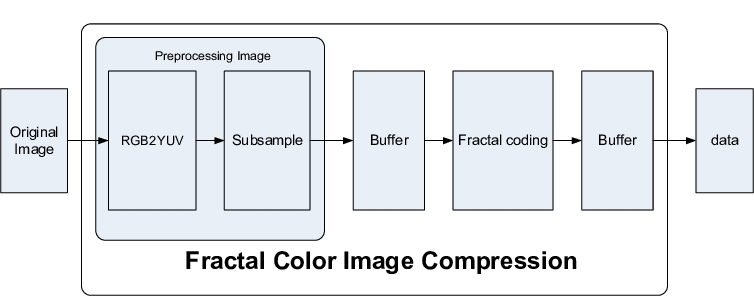 Preprocessing Image
Original
Image
RGB2YUV
Subsample
Buffer
Fractal coding
Buffer
data
Fractal Color Image Compression